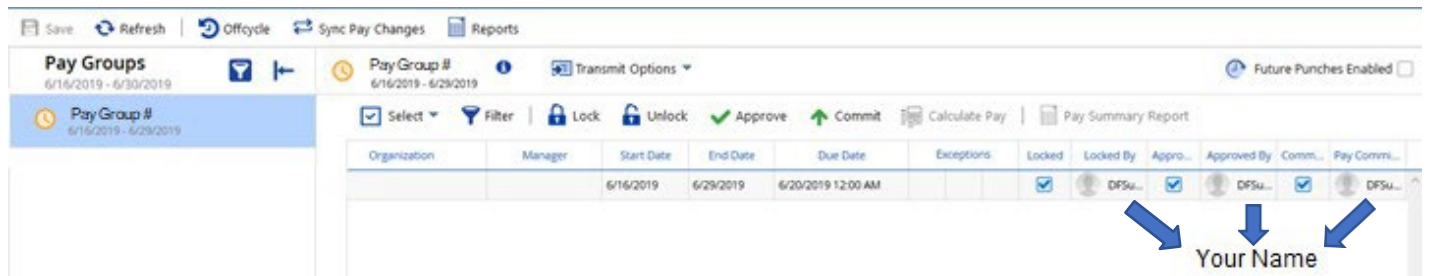 Save Refresh Offcycle Sync Pay Changes Reports
Pay Groups
6/16/2019 - 6/30/2019
Pay Group #
6/16/2019 - 6/29/2019
Pay Group #
6/16/2019 - 6/29/2019
Transmit Options
Future Punches Enabled
Select Filter Lock Unlock Approve Commit Calculate Pay Pay Summary Report
Organization Manager Start Date End Date Due Date Exceptions Locked Locked By Appro... Approved By Comm... Pay Commi...
6/16/2019 6/29/2019 6/20/2019 12:00 AM DFSu... DFSu... DFSu...
Your Name